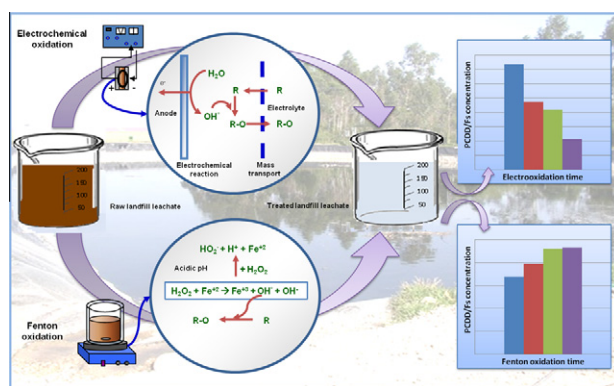 Electrochemical
oxidation
+ -
e-
H₂O
OH·
R R
R-O R-O
Anode
Electrolyte
Electrochemical
reaction
Mass
transport
200
150
100
50
Raw landfill leachate
200
150
100
50
Treated landfill leachate
PCDD/Fs concentration
Electrooxidation time
HO₂· + H⁺ + Fe⁺²
Acidic pH
+ H₂O₂
H₂O₂ + Fe⁺² → Fe⁺³ + OH· + OH⁻
R-O R
Fenton
oxidation
PCDD/Fs concentration
Fenton oxidation time